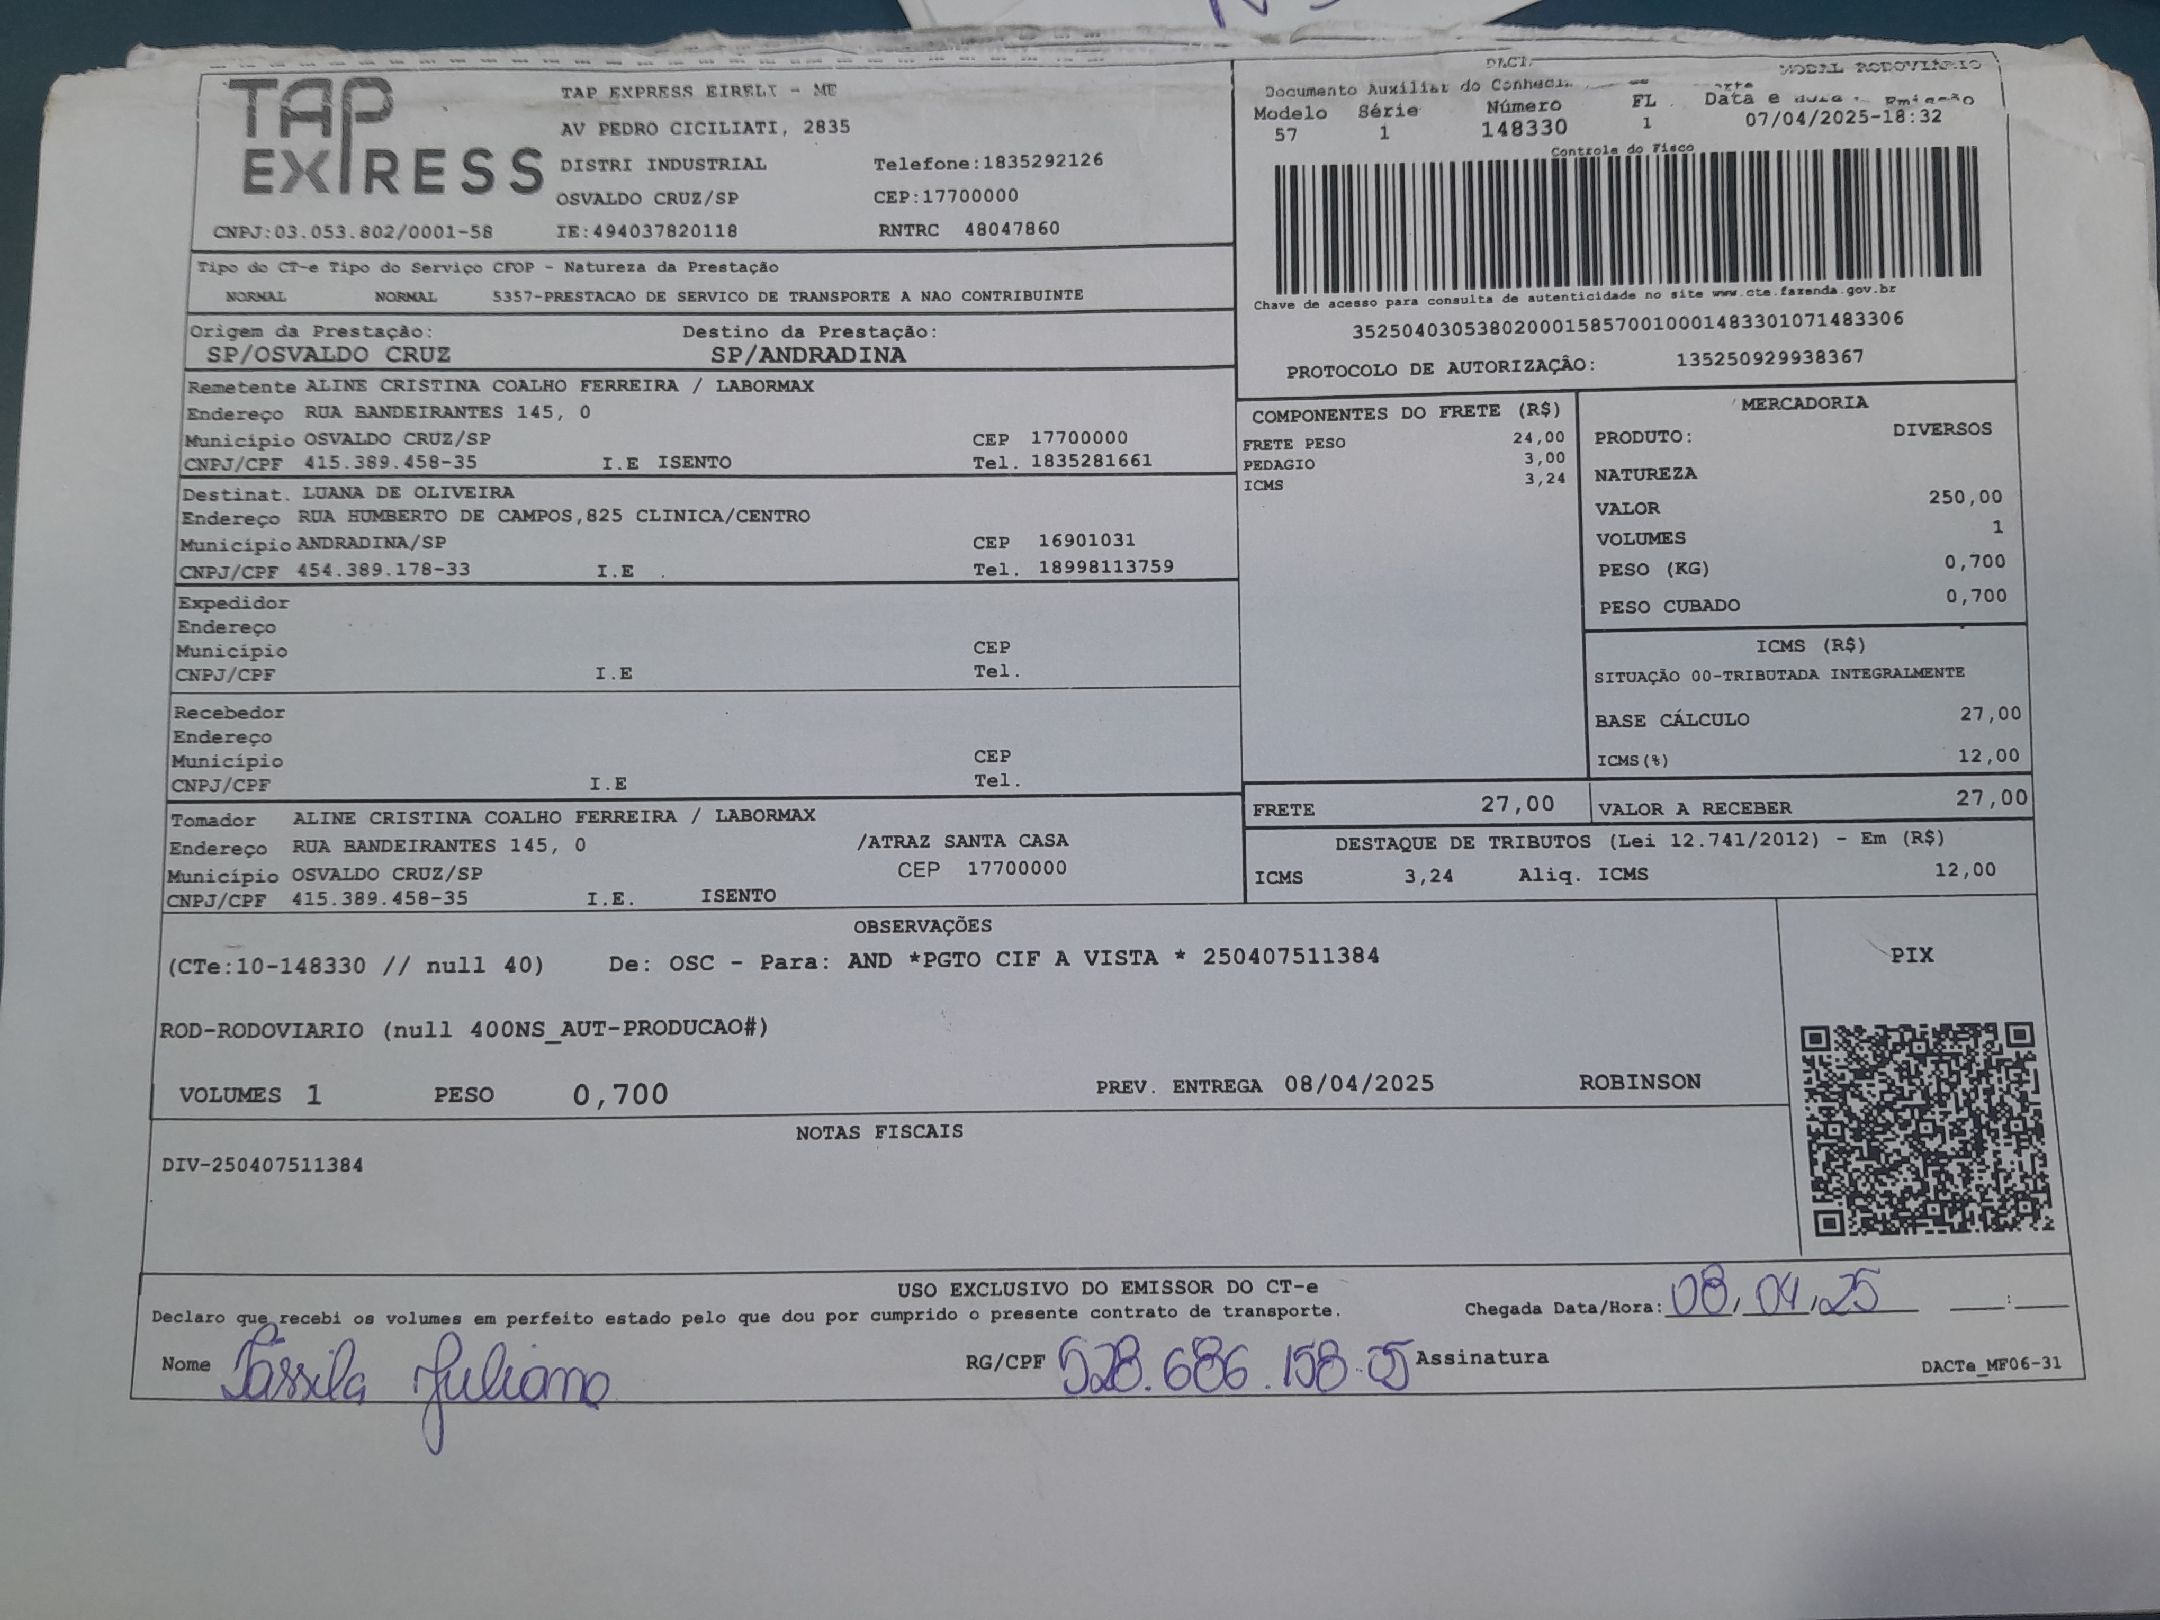 TAP EXPRESS
TAP EXPRESS EIRELI - ME
AV PEDRO CICILIATI, 2835
DISTRI INDUSTRIAL Telefone:1835292126
OSVALDO CRUZ/SP CEP:17700000
CNPJ:03.053.802/0001-58 IE:494037820118 RNTRC 48047860
MODAL RODOVIÁRIO
Documento Auxiliar do
Modelo Série Número FL Data e Emissão
57 1 148330 1 07/04/2025-18:32
Controle do Fisco
Chave de acesso para consulta de autenticidade no site www.cte.fazenda.gov.br
35250403053802000158570010001483301071483306
PROTOCOLO DE AUTORIZAÇÂO: 135250929938367
Tipo do CT-e Tipo do Serviço CFOP - Natureza da Prestação
NORMAL NORMAL 5357-PRESTACAO DE SERVICO DE TRANSPORTE A NAO CONTRIBUINTE
Origem da Prestação: Destino da Prestação:
SP/OSVALDO CRUZ SP/ANDRADINA
Remetente ALINE CRISTINA COALHO FERREIRA / LABORMAX
Endereço RUA BANDEIRANTES 145, 0
Município OSVALDO CRUZ/SP CEP 17700000
CNPJ/CPF 415.389.458-35 I.E ISENTO Tel. 1835281661
Destinat. LUANA DE OLIVEIRA
Endereço RUA HUMBERTO DE CAMPOS,825 CLINICA/CENTRO
Município ANDRADINA/SP CEP 16901031
CNPJ/CPF 454.389.178-33 I.E . Tel. 18998113759
Expedidor
Endereço
Município CEP
CNPJ/CPF I.E Tel.
Recebedor
Endereço
Município CEP
CNPJ/CPF I.E Tel.
Tomador ALINE CRISTINA COALHO FERREIRA / LABORMAX
Endereço RUA BANDEIRANTES 145, 0 /ATRAZ SANTA CASA
Município OSVALDO CRUZ/SP CEP 17700000
CNPJ/CPF 415.389.458-35 I.E. ISENTO
COMPONENTES DO FRETE (R$)
FRETE PESO 24,00
PEDAGIO 3,00
ICMS 3,24
MERCADORIA
PRODUTO: DIVERSOS
NATUREZA
VALOR 250,00
VOLUMES 1
PESO (KG) 0,700
PESO CUBADO 0,700
ICMS (R$)
SITUAÇÃO 00-TRIBUTADA INTEGRALMENTE
BASE CÁLCULO 27,00
ICMS(%) 12,00
FRETE 27,00 VALOR A RECEBER 27,00
DESTAQUE DE TRIBUTOS (Lei 12.741/2012) - Em (R$)
ICMS 3,24 Aliq. ICMS 12,00
OBSERVAÇÕES
(CTe:10-148330 // null 40) De: OSC - Para: AND *PGTO CIF A VISTA * 250407511384
ROD-RODOVIARIO (null 400NS_AUT-PRODUCAO#)
VOLUMES 1 PESO 0,700 PREV. ENTREGA 08/04/2025 ROBINSON
PIX
NOTAS FISCAIS
DIV-250407511384
USO EXCLUSIVO DO EMISSOR DO CT-e
Declaro que recebi os volumes em perfeito estado pelo que dou por cumprido o presente contrato de transporte. Chegada Data/Hora: 08/04/25 ___:___
Nome Tássila Juliano RG/CPF 528.686.158-05 Assinatura
DACTe_MF06-31